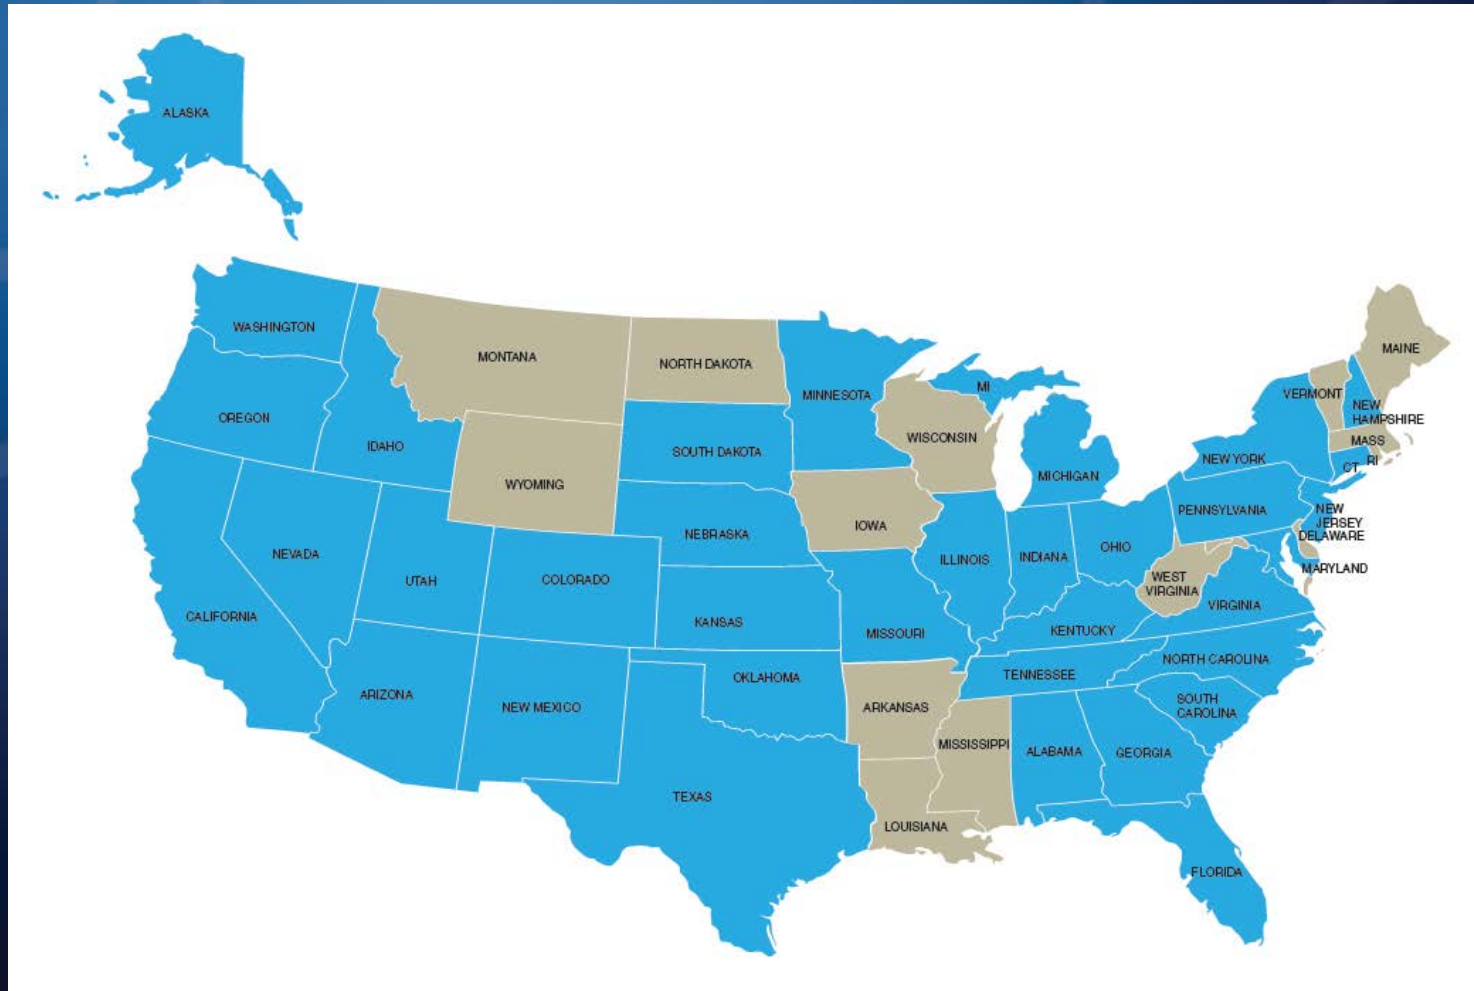 ALASKA
WASHINGTON
MONTANA
NORTH DAKOTA
MINNESOTA
MI
MAINE
VERMONT
NEW
HAMPSHIRE
OREGON
IDAHO
SOUTH DAKOTA
WISCONSIN
MICHIGAN
NEW YORK
MASS
CT
RI
WYOMING
NEBRASKA
IOWA
PENNSYLVANIA
NEW
JERSEY
DELAWARE
NEVADA
UTAH
COLORADO
ILLINOIS
INDIANA
OHIO
WEST
VIRGINIA
MARYLAND
CALIFORNIA
KANSAS
MISSOURI
KENTUCKY
VIRGINIA
ARIZONA
NEW MEXICO
OKLAHOMA
ARKANSAS
TENNESSEE
NORTH CAROLINA
SOUTH
CAROLINA
TEXAS
MISSISSIPPI
ALABAMA
GEORGIA
LOUISIANA
FLORIDA